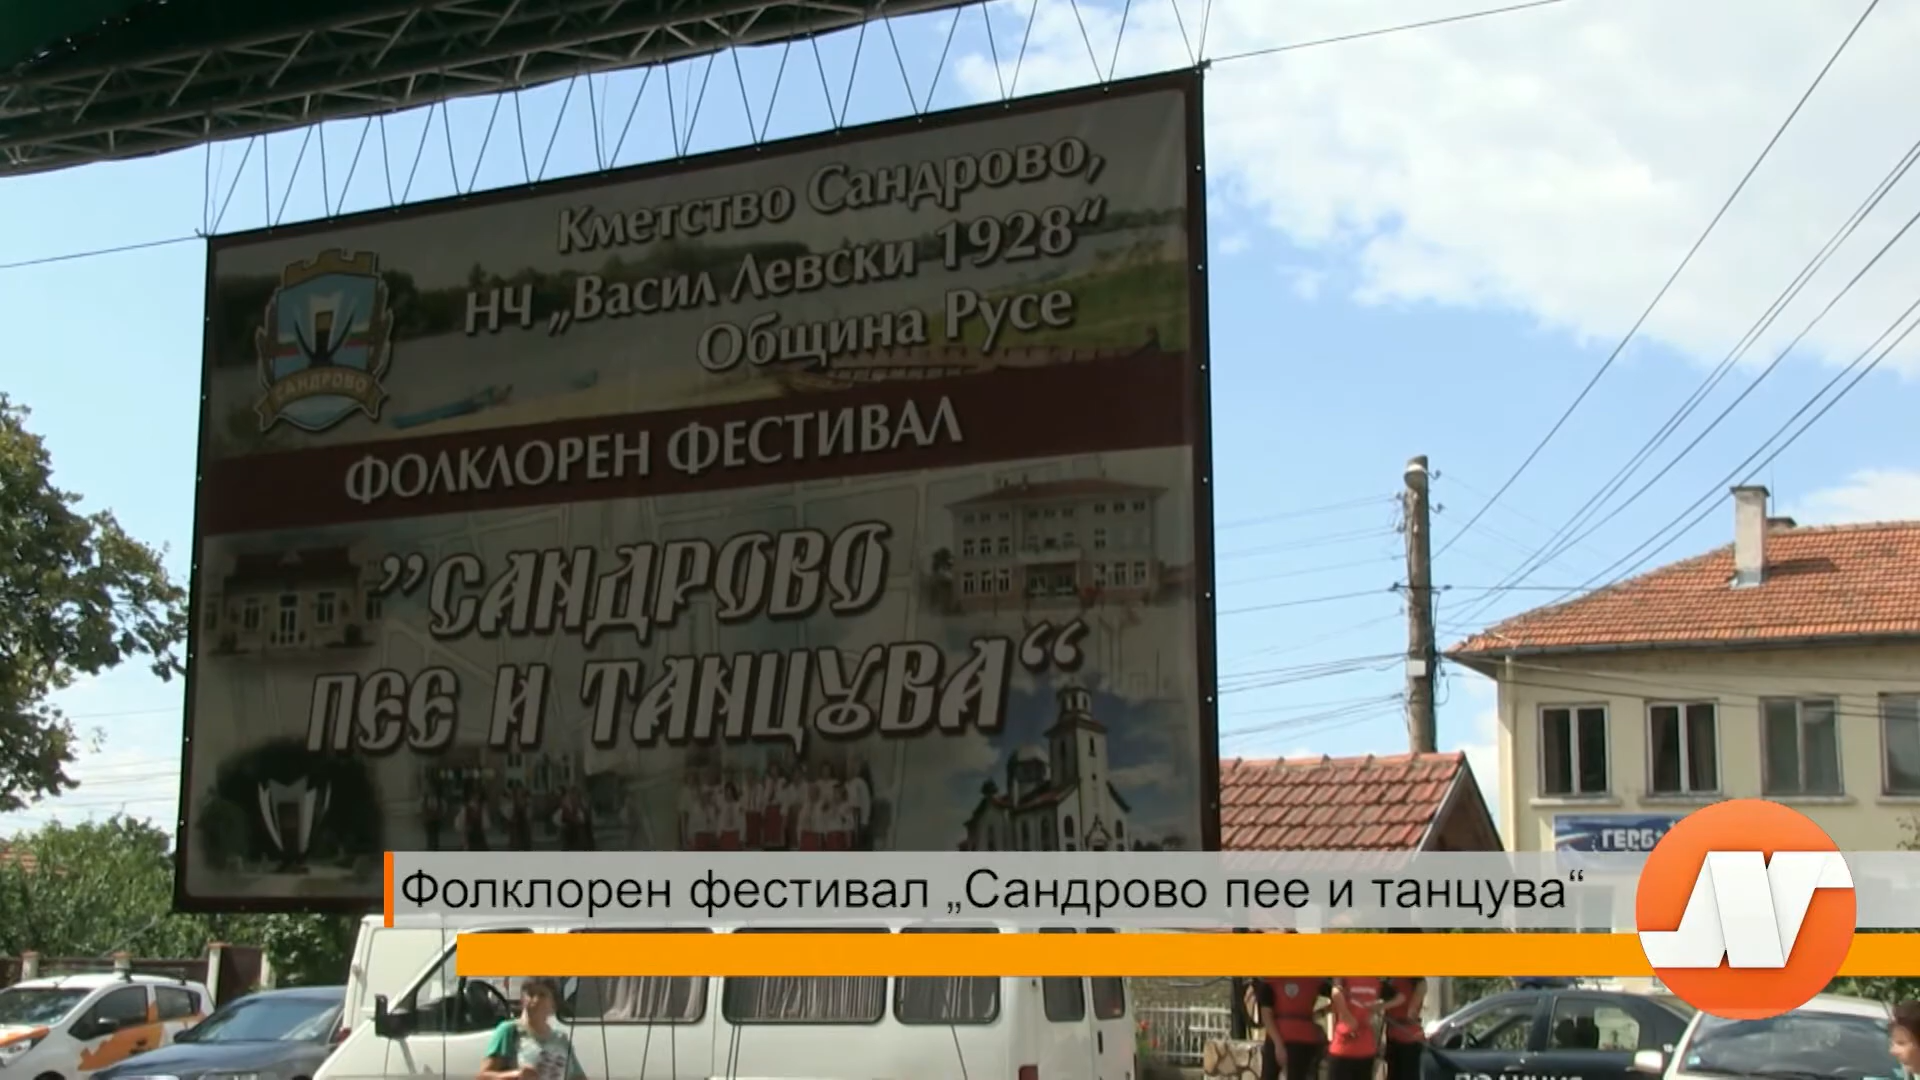 Кметство Сандрово,
НЧ „Васил Левски 1928“
Община Русе
САНДРОВО
ФОЛКЛОРЕН ФЕСТИВАЛ
”САНДРОВО
ПЕЕ И ТАНЦУВА“
ГЕРБ
Фолклорен фестивал „Сандрово пее и танцува“